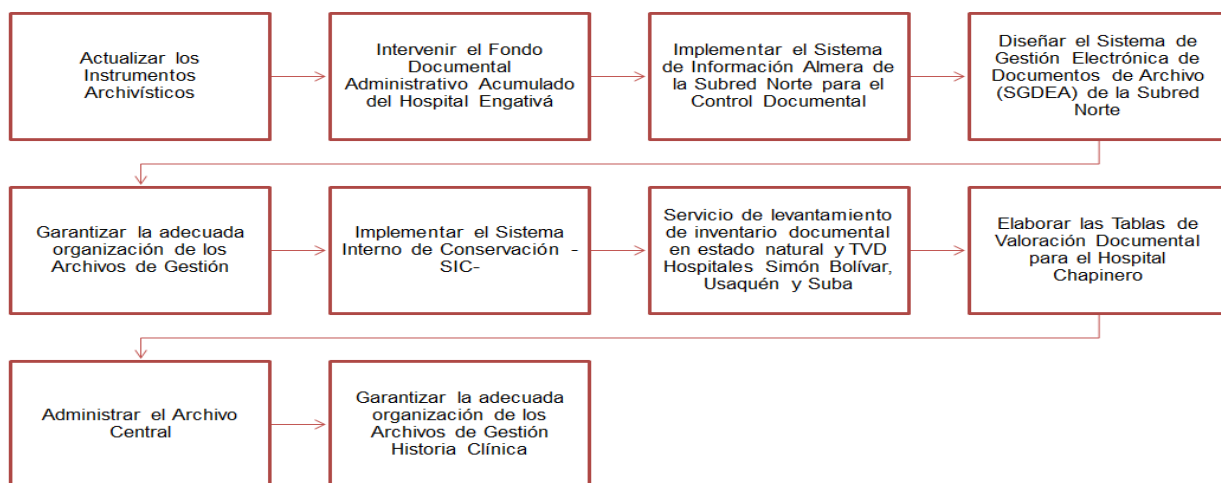 Actualizar los
Instrumentos
Archivísticos
Intervenir el Fondo
Documental
Administrativo Acumulado
del Hospital Engativá
Implementar el Sistema
de Información Almera de
la Subred Norte para el
Control Documental
Diseñar el Sistema de
Gestión Electrónica de
Documentos de Archivo
(SGDEA) de la Subred
Norte
Garantizar la adecuada
organización de los
Archivos de Gestión
Implementar el Sistema
Interno de Conservación -
SIC-
Servicio de levantamiento
de inventario documental
en estado natural y TVD
Hospitales Simón Bolívar,
Usaquén y Suba
Elaborar las Tablas de
Valoración Documental
para el Hospital
Chapinero
Administrar el Archivo
Central
Garantizar la adecuada
organización de los
Archivos de Gestión
Historia Clínica